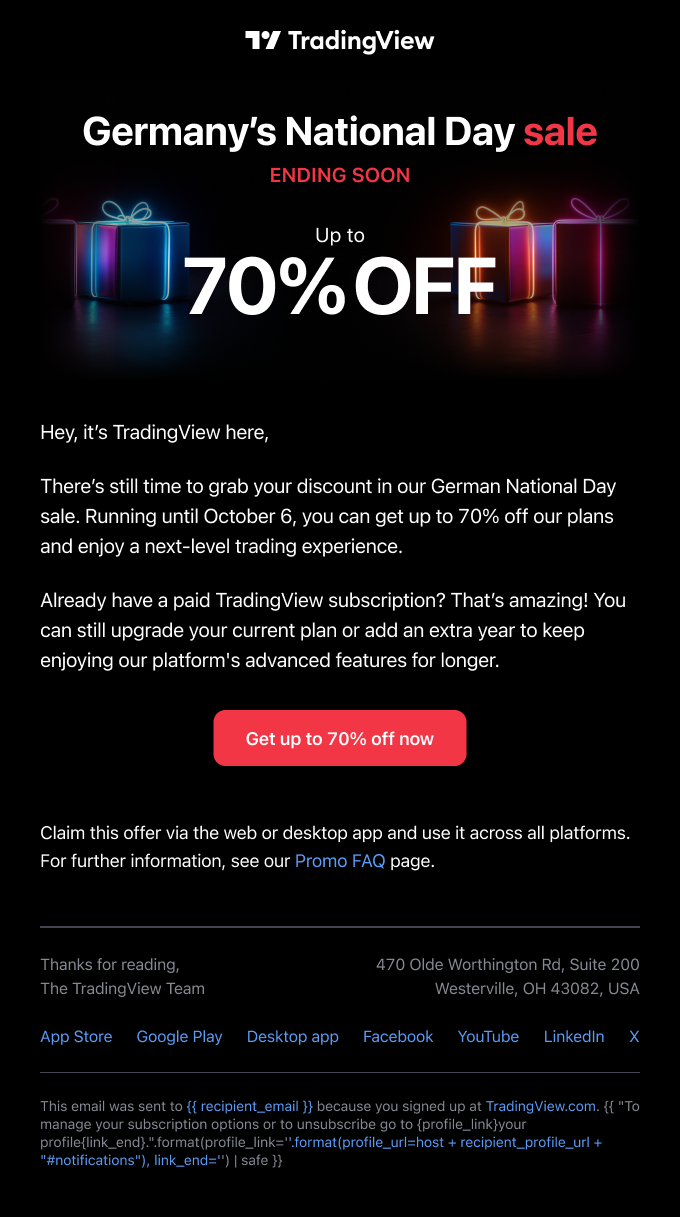 TradingView
Germany’s National Day sale
ENDING SOON
Up to
70% OFF
Hey, it’s TradingView here,
There’s still time to grab your discount in our German National Day
sale. Running until October 6, you can get up to 70% off our plans
and enjoy a next-level trading experience.
Already have a paid TradingView subscription? That’s amazing! You
can still upgrade your current plan or add an extra year to keep
enjoying our platform's advanced features for longer.
Get up to 70% off now
Claim this offer via the web or desktop app and use it across all platforms.
For further information, see our Promo FAQ page.
Thanks for reading,
The TradingView Team
470 Olde Worthington Rd, Suite 200
Westerville, OH 43082, USA
App Store Google Play Desktop app Facebook YouTube LinkedIn X
This email was sent to {{ recipient_email }} because you signed up at TradingView.com. {{ "To
manage your subscription options or to unsubscribe go to {profile_link}your
profile{link_end}.".format(profile_link=''.format(profile_url=host + recipient_profile_url +
"#notifications"), link_end='') | safe }}